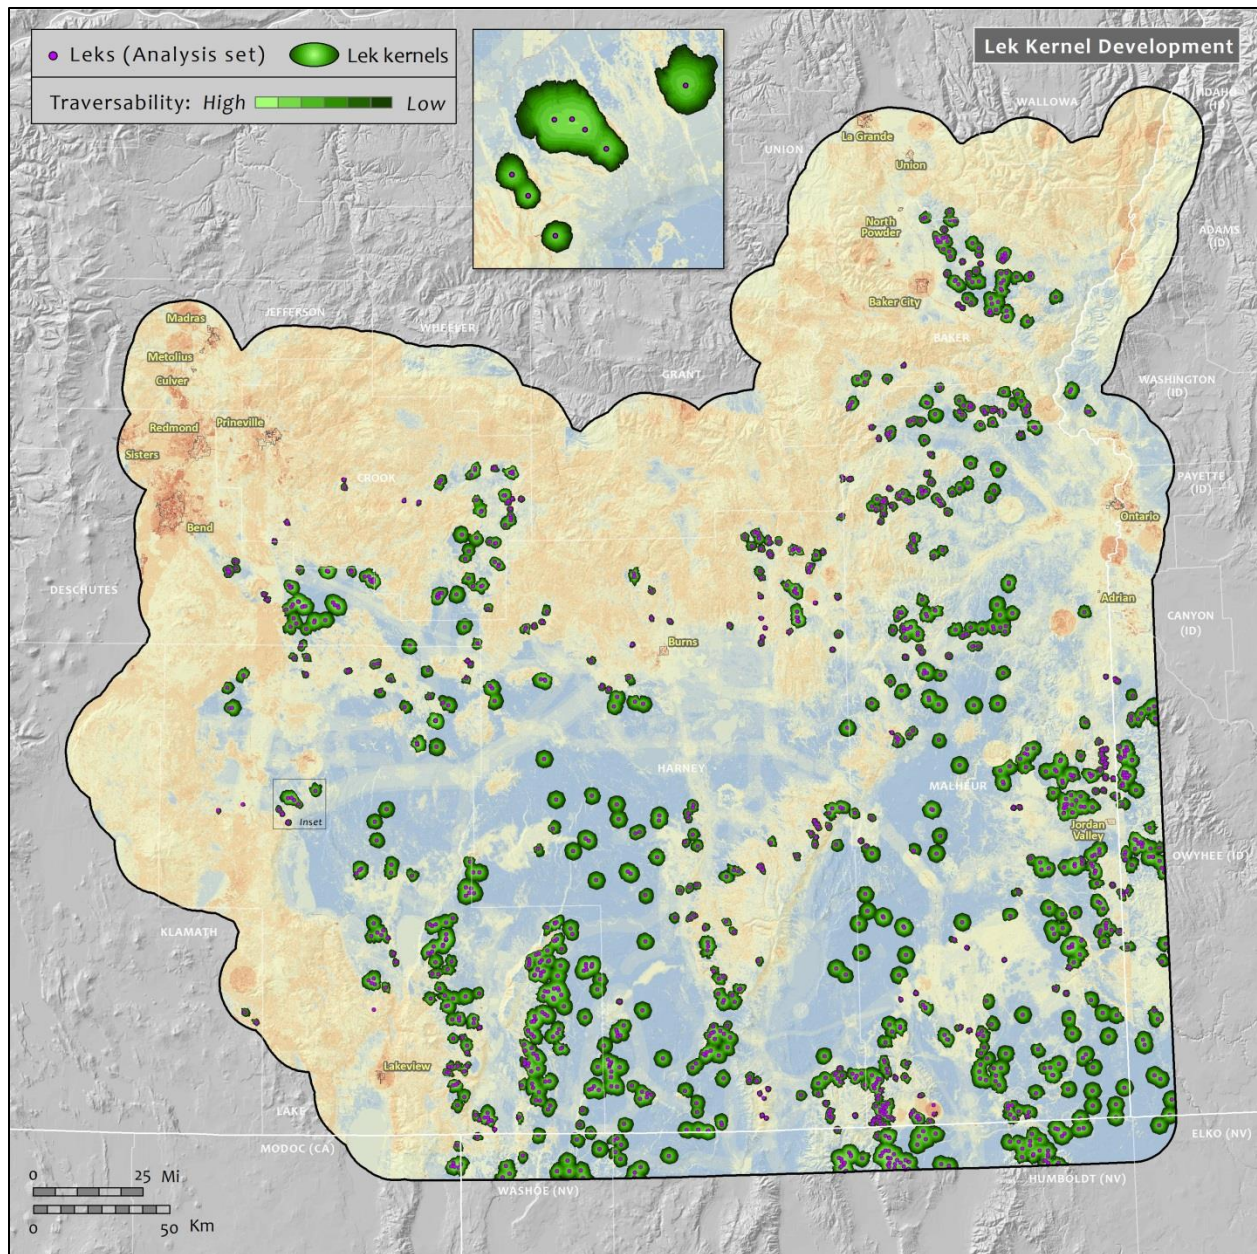 Leks (Analysis set) Lek kernels
Traversability: High Low
Lek Kernel Development
IDAHO (ID)
WALLOWA
La Grande
UNION
Union
North Powder
ADAMS (ID)
Baker City
BAKER
JEFFERSON
Madras
WHEELER
Metolius
GRANT
Culver
WASHINGTON (ID)
Redmond
Prineville
Sisters
CROOK
PAYETTE (ID)
Ontario
Bend
DESCHUTES
Adrian
CANYON (ID)
Burns
HARNEY
MALHEUR
Inset
Jordan Valley
OWYHEE (ID)
KLAMATH
Lakeview
LAKE
MODOC (CA)
ELKO (NV)
WASHOE (NV)
HUMBOLDT (NV)
0 25 Mi
0 50 Km